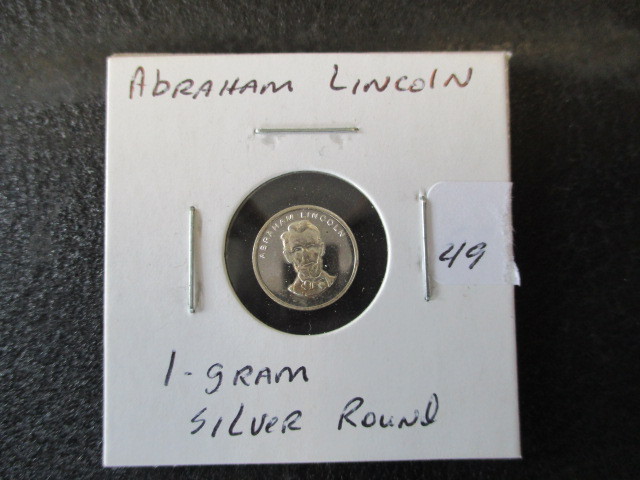 ABRAHAM LINCOLN
ABRAHAM LINCOLN
49
1-GRAM
SILVER ROUND